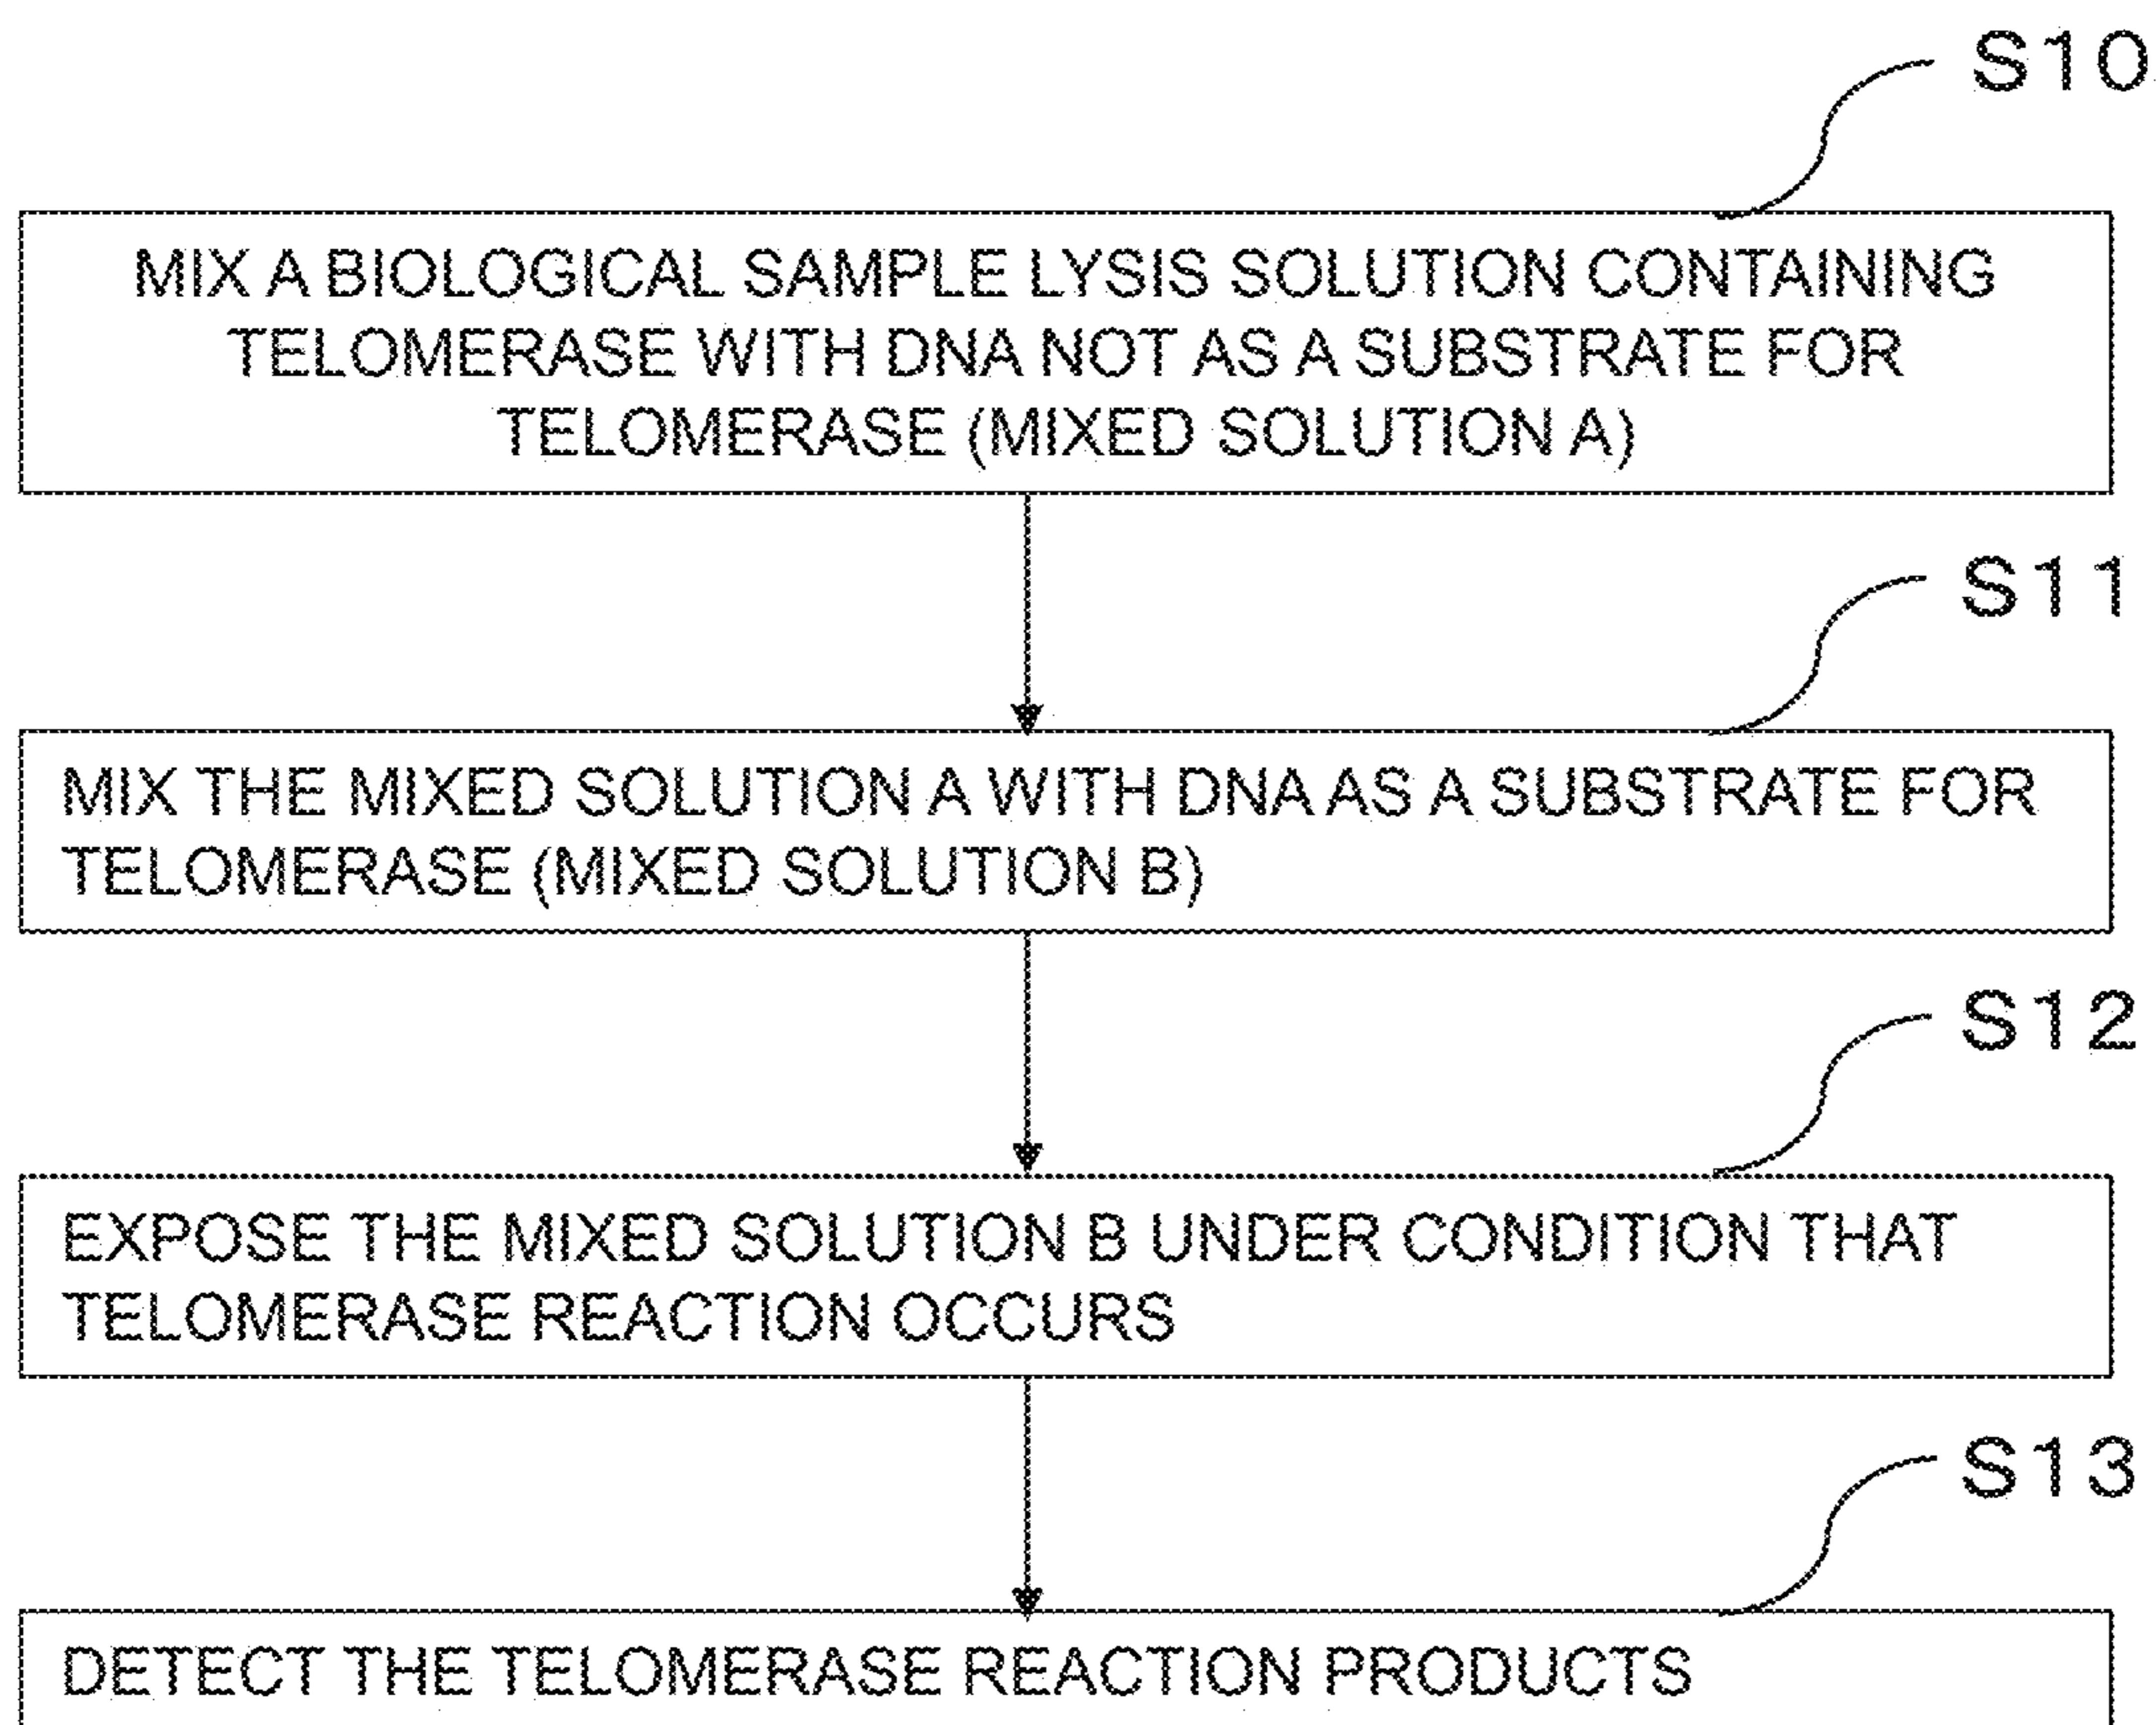 S10
MIX A BIOLOGICAL SAMPLE LYSIS SOLUTION CONTAINING
TELOMERASE WITH DNA NOT AS A SUBSTRATE FOR
TELOMERASE (MIXED SOLUTION A)
S11
MIX THE MIXED SOLUTION A WITH DNA AS A SUBSTRATE FOR
TELOMERASE (MIXED SOLUTION B)
S12
EXPOSE THE MIXED SOLUTION B UNDER CONDITION THAT
TELOMERASE REACTION OCCURS
S13
DETECT THE TELOMERASE REACTION PRODUCTS